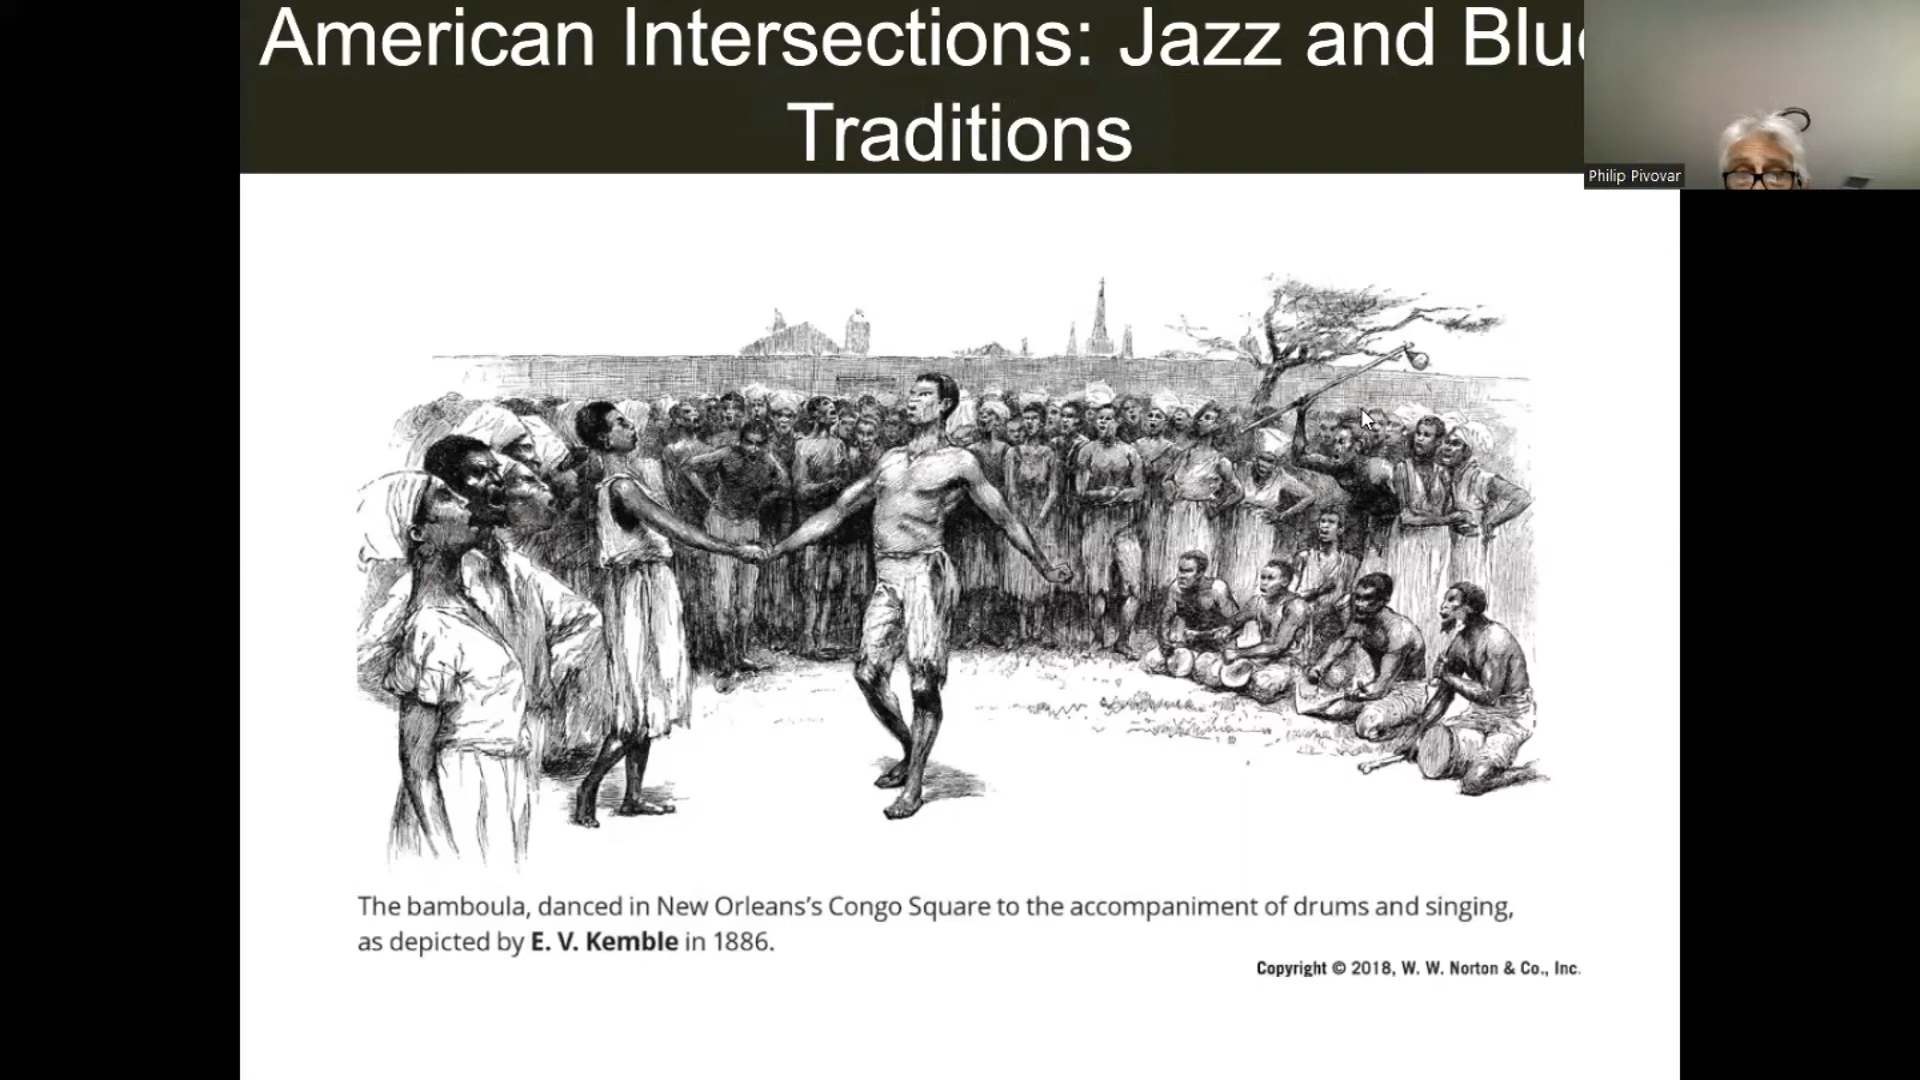 American Intersections: Jazz and Blue
Traditions
Philip Pivovar
The bamboula, danced in New Orleans’s Congo Square to the accompaniment of drums and singing,
as depicted by E. V. Kemble in 1886.
Copyright © 2018, W. W. Norton & Co., Inc.